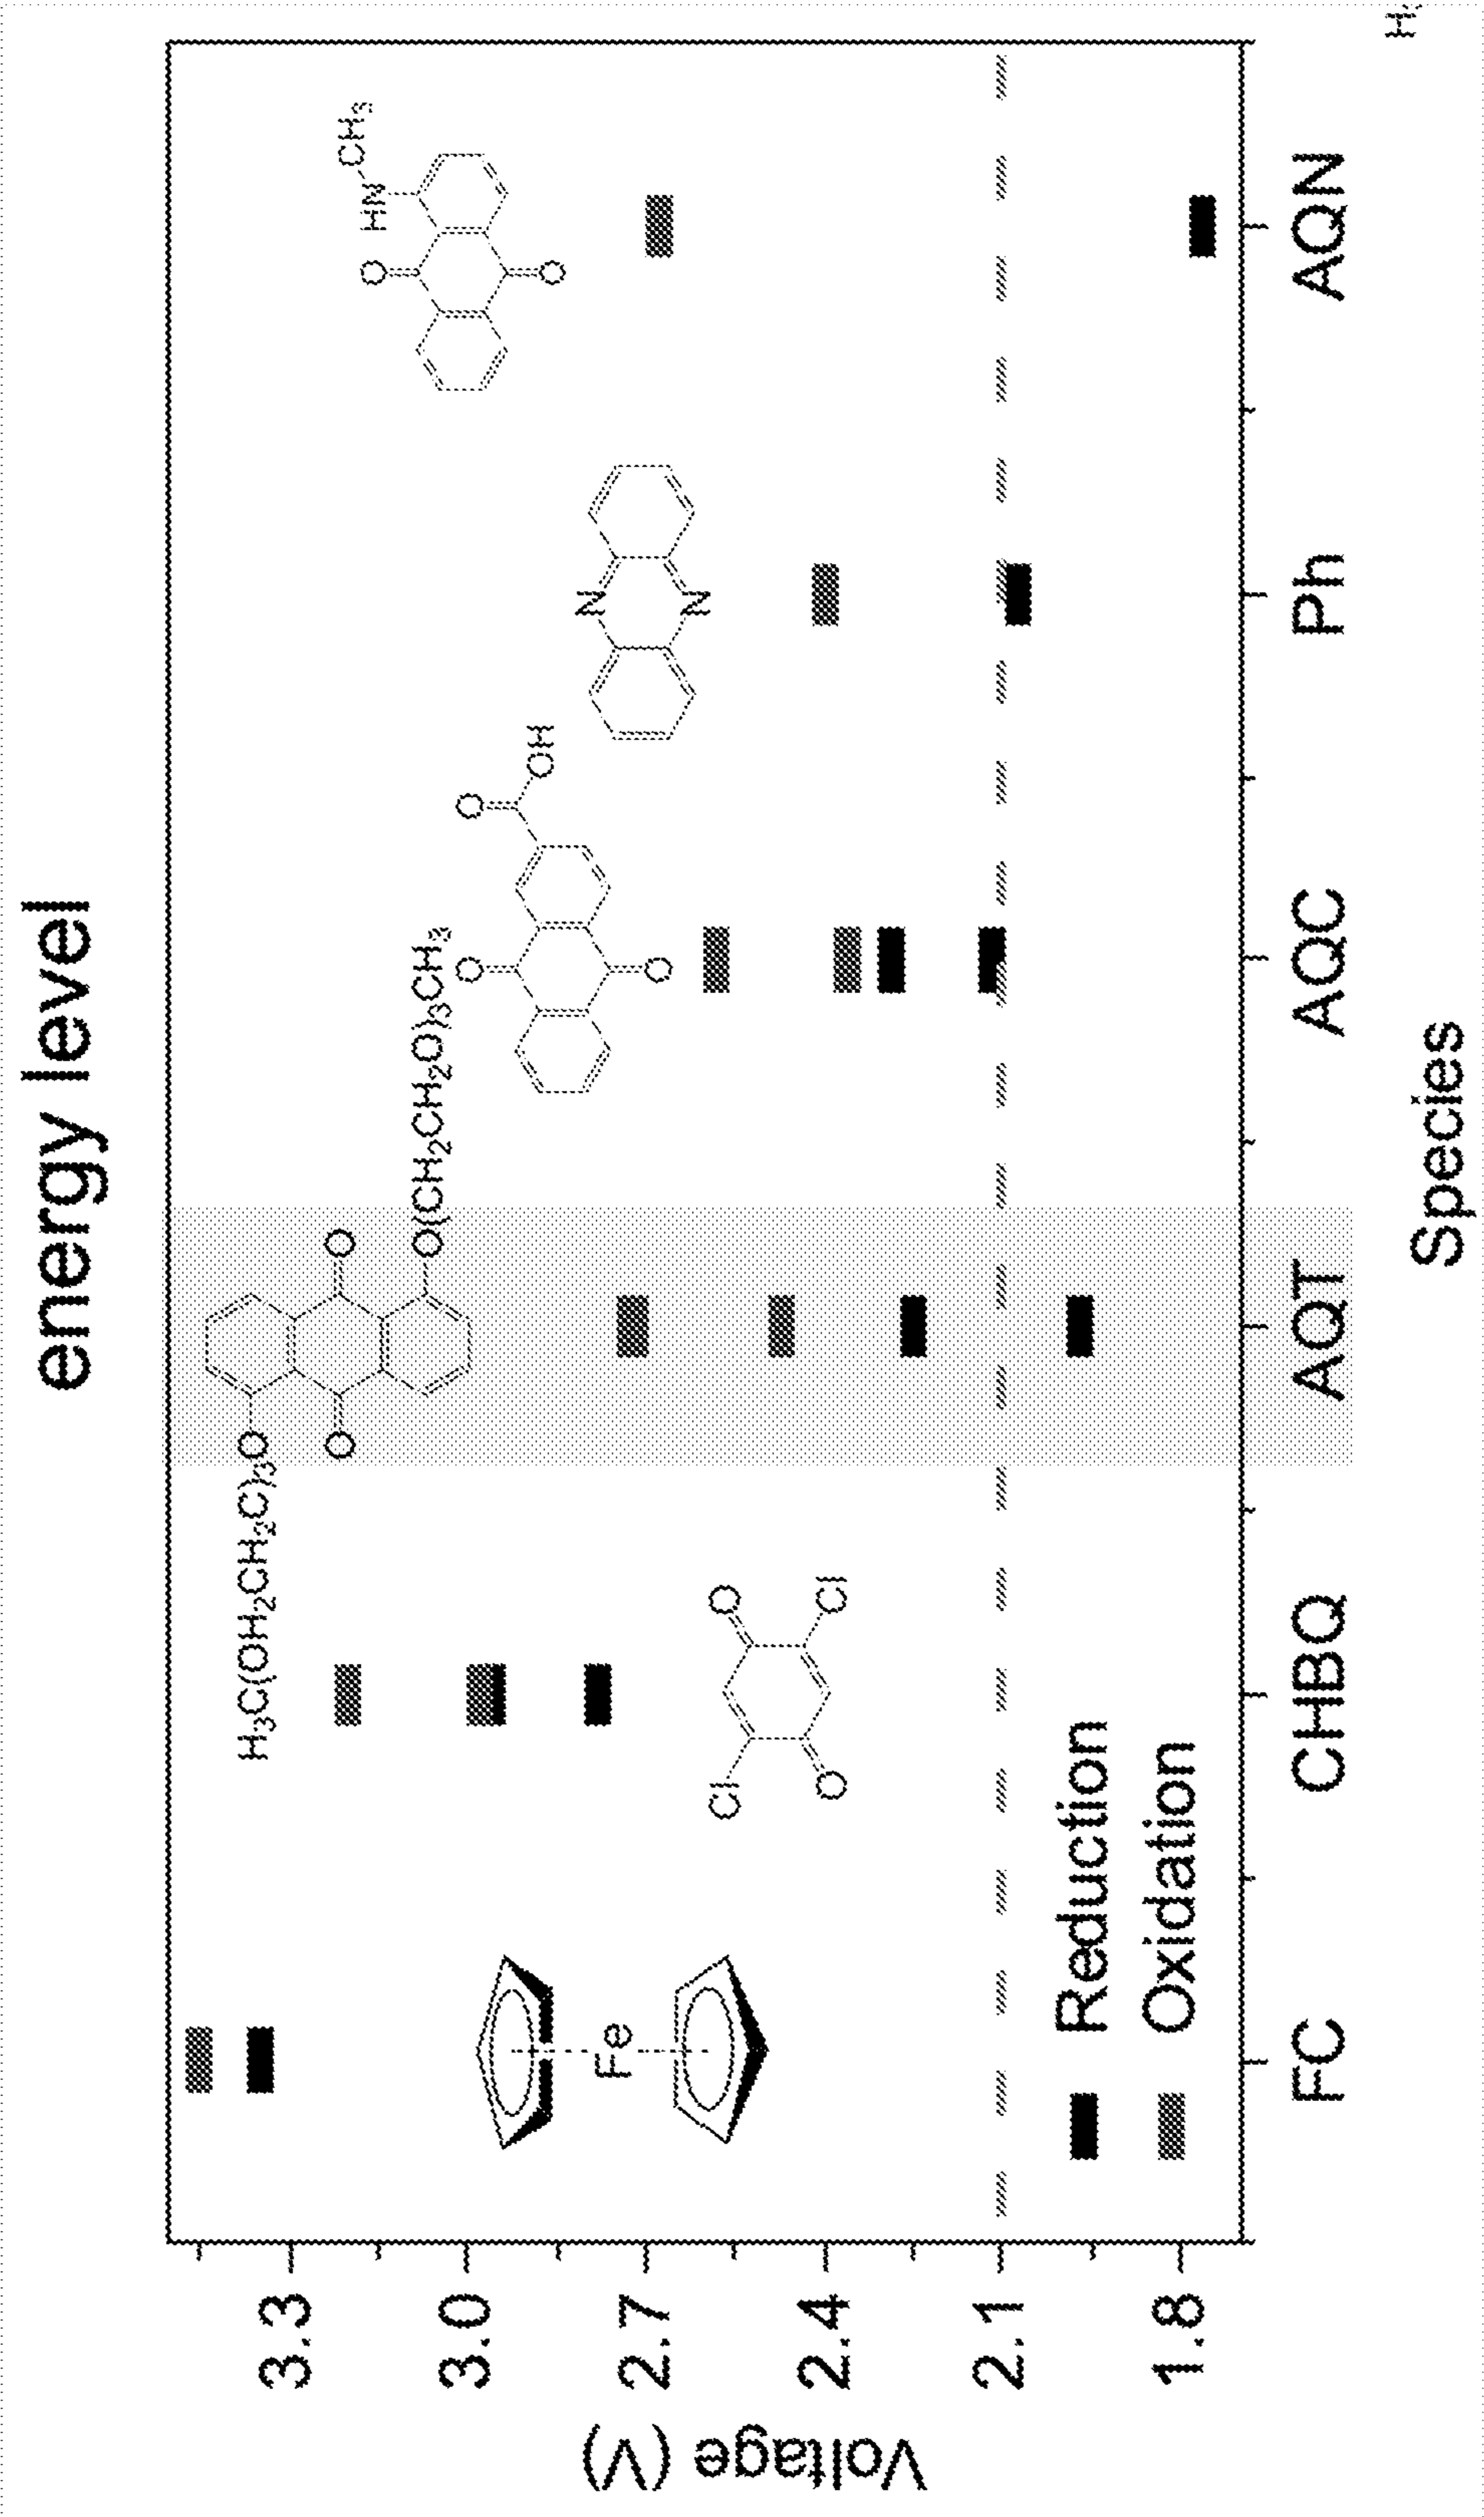 energy level
Voltage (V)
3.3
3.0
2.7
2.4
2.1
1.8
H₃C(OH₂CH₂C)₃O
O
O
O(CH₂CH₂O)₃CH₃
Fe
Cl
O
O
Cl
O
O
O
OH
N
N
O
HN
CH₃
O
Reduction
Oxidation
FC
CHBQ
AQT
AQC
Ph
AQN
Species